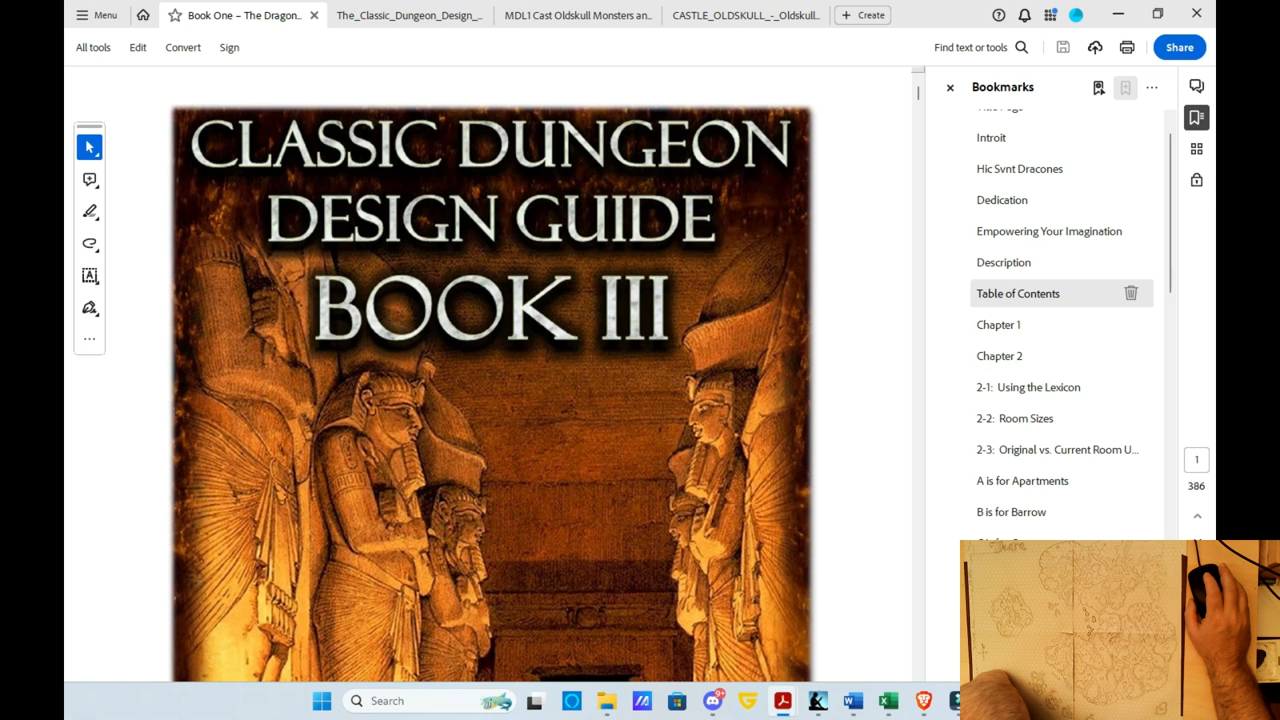 Menu
Book One – The Dragon...
The_Classic_Dungeon_Design_...
MDL1 Cast Oldskull Monsters an...
CASTLE_OLDSKULL_-_Oldskull...
Create
All tools
Edit
Convert
Sign
Find text or tools
Share
CLASSIC DUNGEON
DESIGN GUIDE
BOOK III
Bookmarks
Introit
Hic Svnt Dracones
Dedication
Empowering Your Imagination
Description
Table of Contents
Chapter 1
Chapter 2
2-1: Using the Lexicon
2-2: Room Sizes
2-3: Original vs. Current Room U...
A is for Apartments
B is for Barrow
1
386
Search
9+